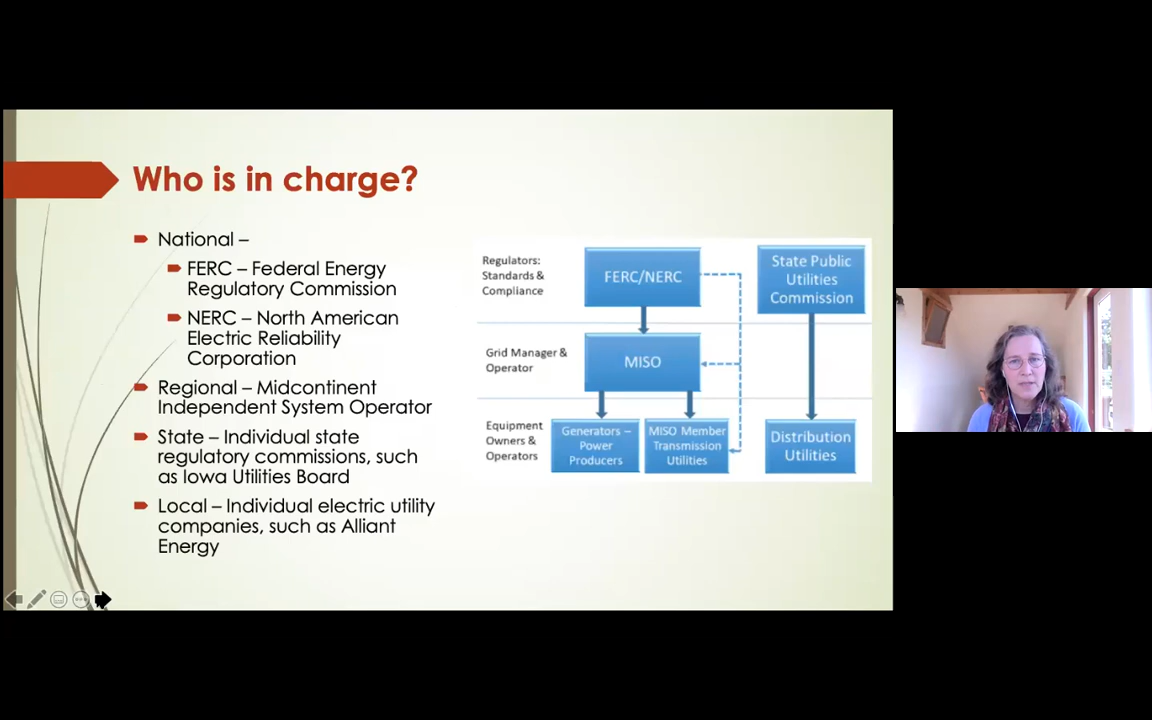 Who is in charge?
National –
FERC – Federal Energy
Regulatory Commission
NERC – North American
Electric Reliability
Corporation
Regional – Midcontinent
Independent System Operator
State – Individual state
regulatory commissions, such
as Iowa Utilities Board
Local – Individual electric utility
companies, such as Alliant
Energy
Regulators:
Standards &
Compliance
FERC/NERC
State Public
Utilities
Commission
Grid Manager &
Operator
MISO
Equipment
Owners &
Operators
Generators –
Power
Producers
MISO Member
Transmission
Utilities
Distribution
Utilities